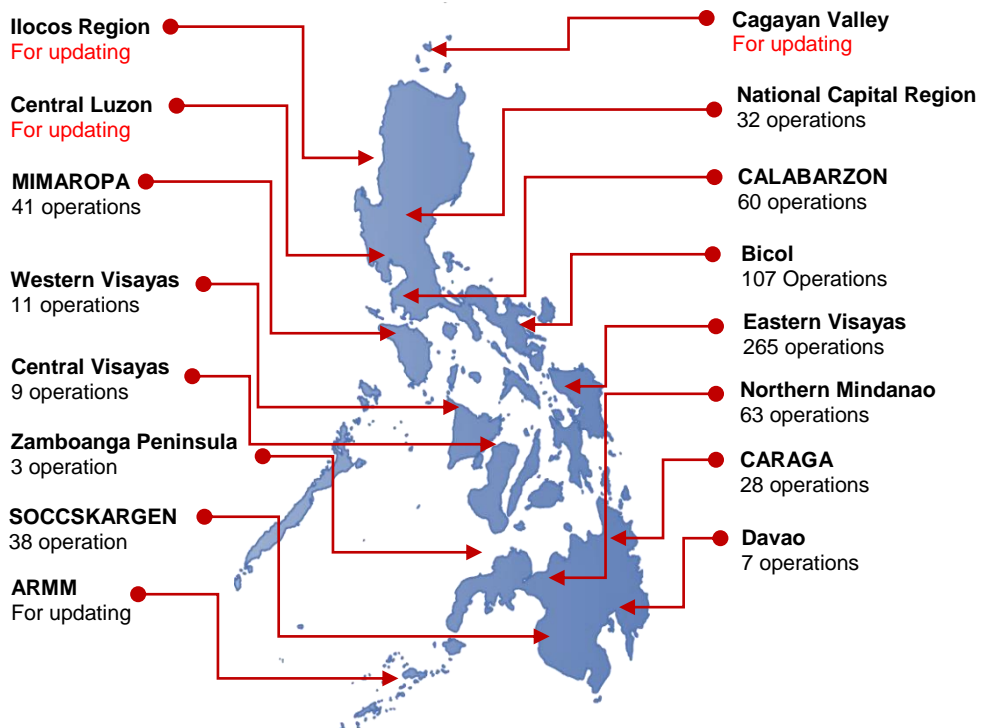 Ilocos Region
For updating
Central Luzon
For updating
MIMAROPA
41 operations
Western Visayas
11 operations
Central Visayas
9 operations
Zamboanga Peninsula
3 operation
SOCCSKARGEN
38 operation
ARMM
For updating
Cagayan Valley
For updating
National Capital Region
32 operations
CALABARZON
60 operations
Bicol
107 Operations
Eastern Visayas
265 operations
Northern Mindanao
63 operations
CARAGA
28 operations
Davao
7 operations